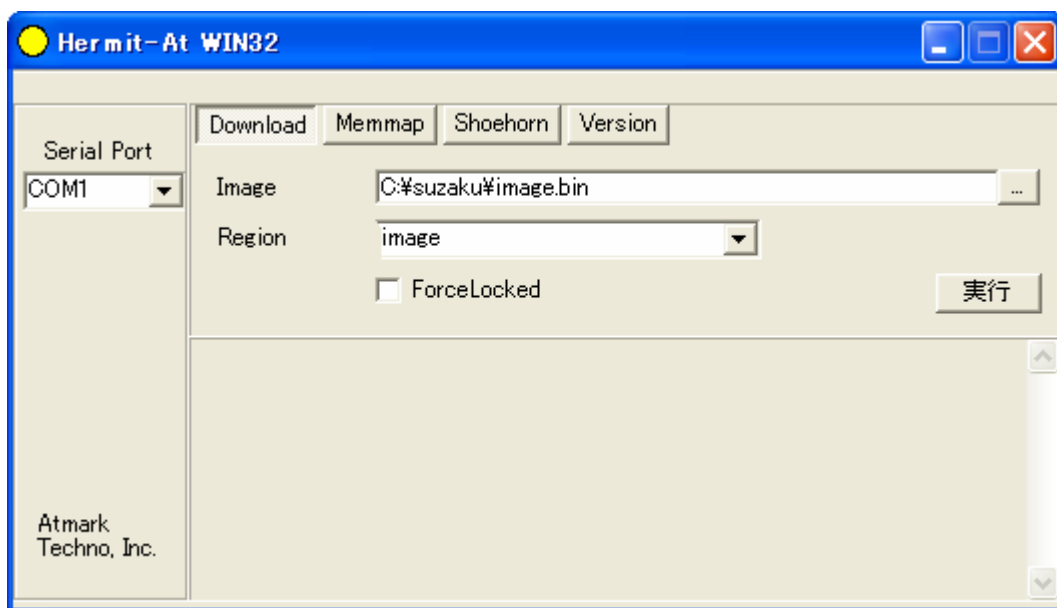 Hermit-At WIN32
Download Memmap Shoehorn Version
Serial Port
COM1
Image C:¥suzaku¥image.bin ...
Region image
ForceLocked 実行
Atmark
Techno, Inc.